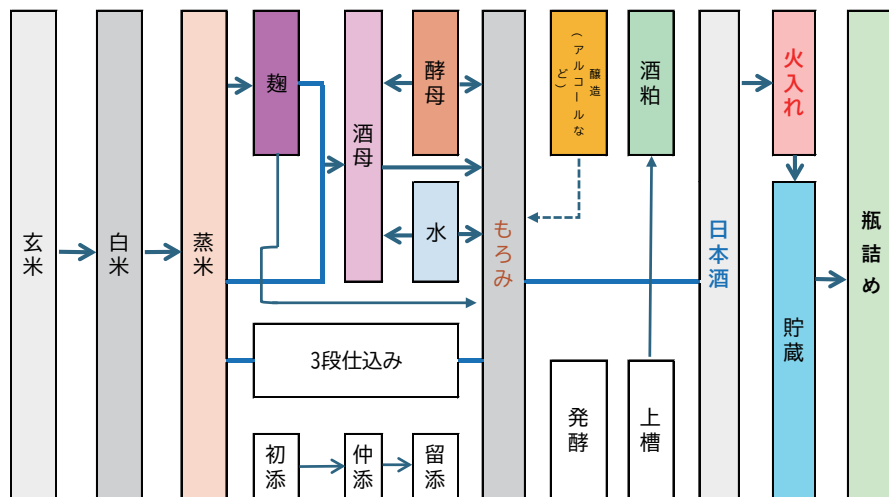 玄米
白米
蒸米
麹
酒母
酵母
水
もろみ
醸造
(アルコールな
ど)
酒粕
日本酒
火入れ
貯蔵
瓶詰め
3段仕込み
初添
仲添
留添
発酵
上槽